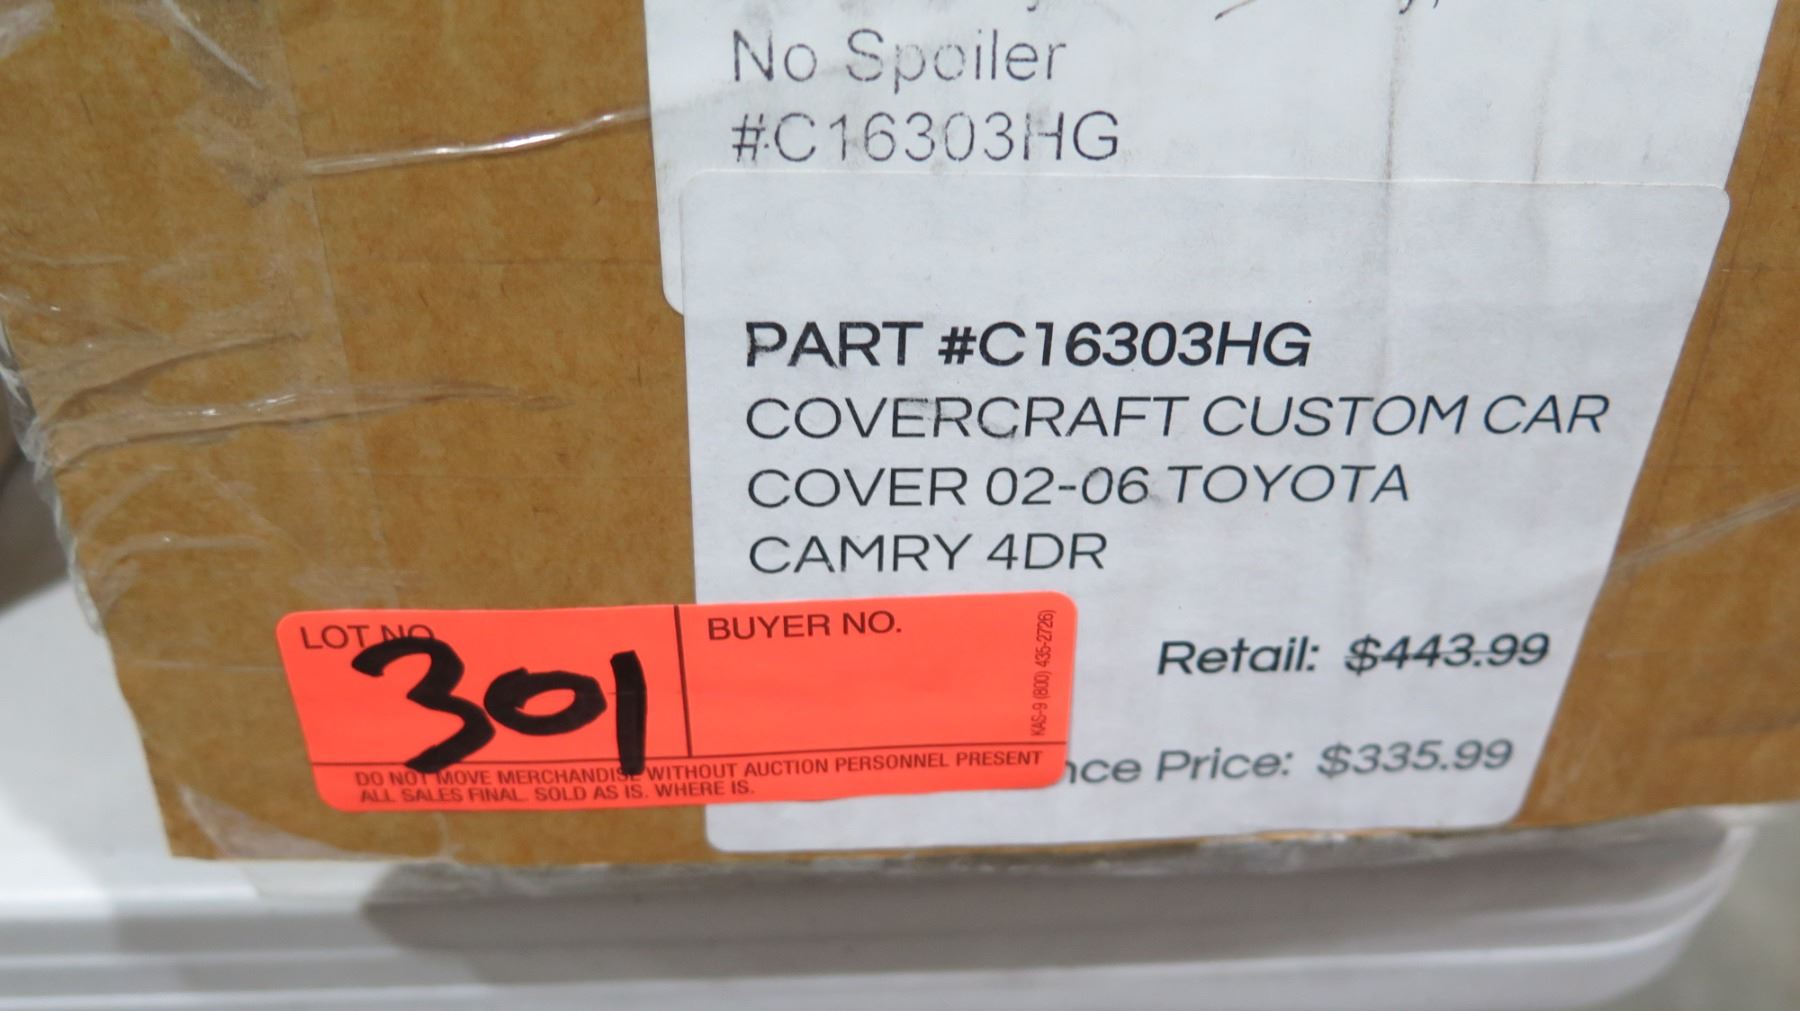 No Spoiler
#C16303HG
PART #C16303HG
COVERCRAFT CUSTOM CAR
COVER 02-06 TOYOTA
CAMRY 4DR
Retail: $443.99
nce Price: $335.99
LOT NO.
301
BUYER NO.
KAS-9 (800) 435-2726)
DO NOT MOVE MERCHANDISE WITHOUT AUCTION PERSONNEL PRESENT
ALL SALES FINAL. SOLD AS IS. WHERE IS.